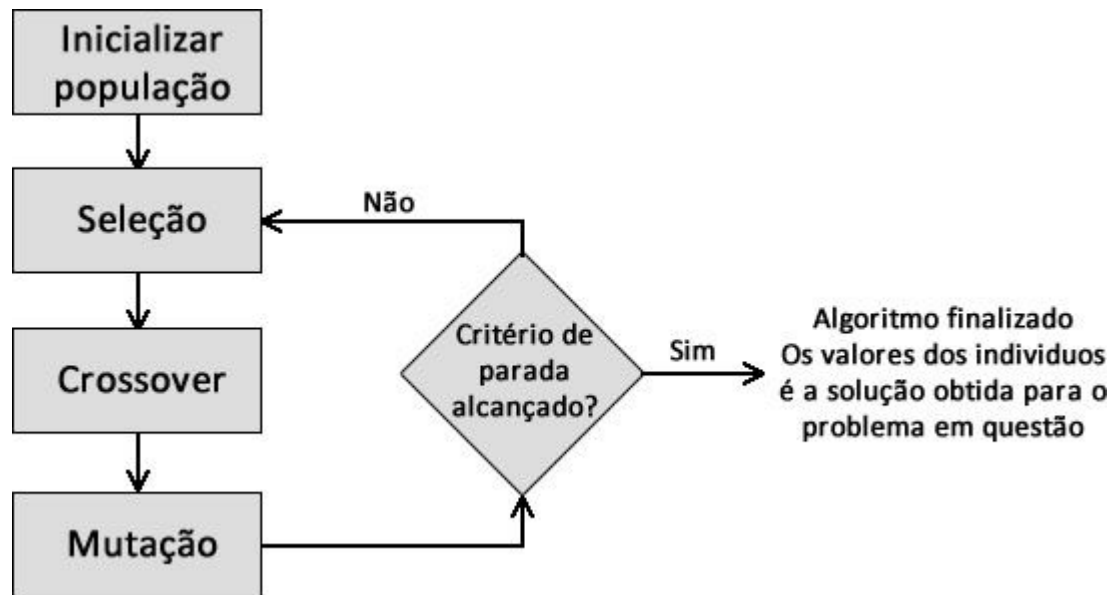 Inicializar
população
Seleção
Não
Crossover
Critério de
parada
alcançado?
Sim
Algoritmo finalizado
Os valores dos individuos
é a solução obtida para o
problema em questão
Mutação